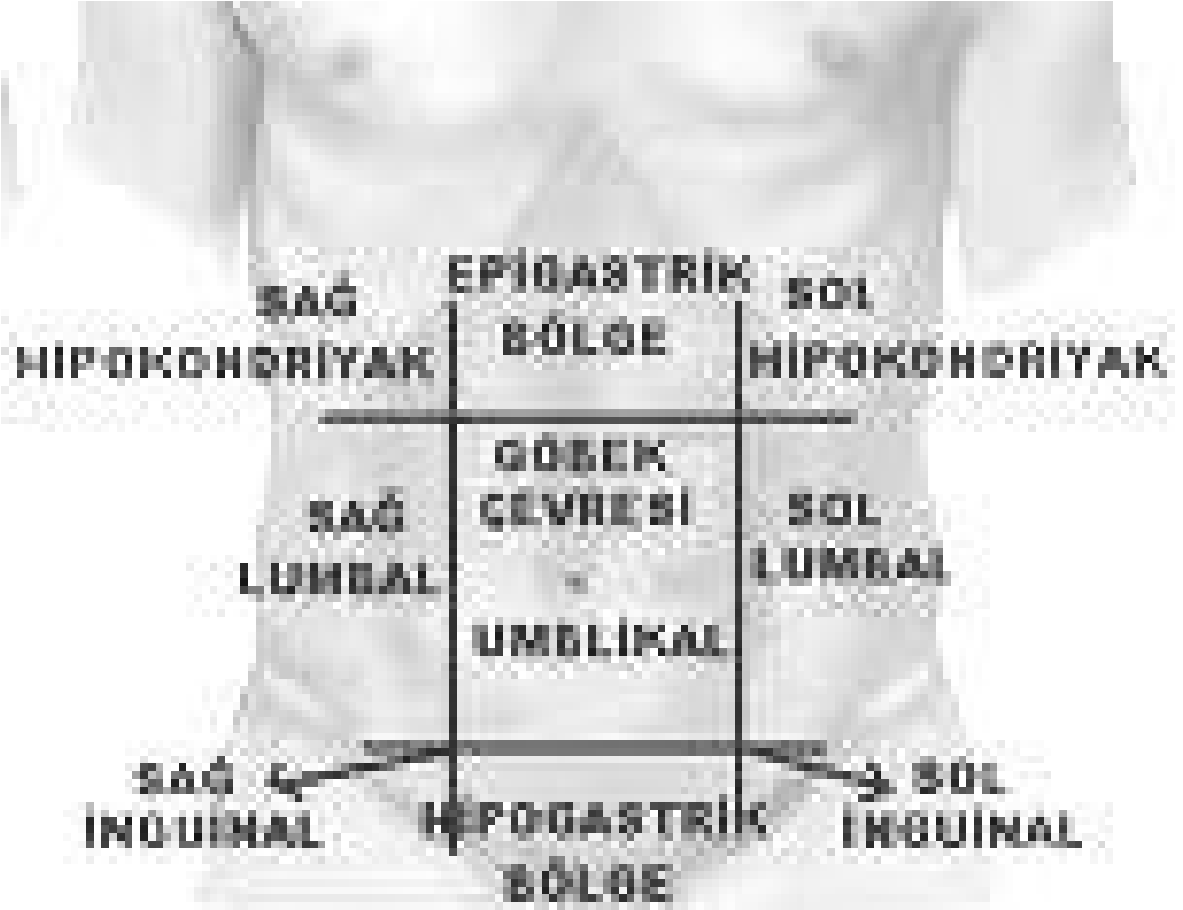 SAĞ
HİPOKONDRİYAK
EPİGASTRİK
BÖLGE
SOL
HİPOKONDRİYAK
SAĞ
LUMBAL
GÖBEK
ÇEVRESİ
UMBLİKAL
SOL
LUMBAL
SAĞ
İNGUİNAL
HİPOGASTRİK
BÖLGE
SOL
İNGUİNAL